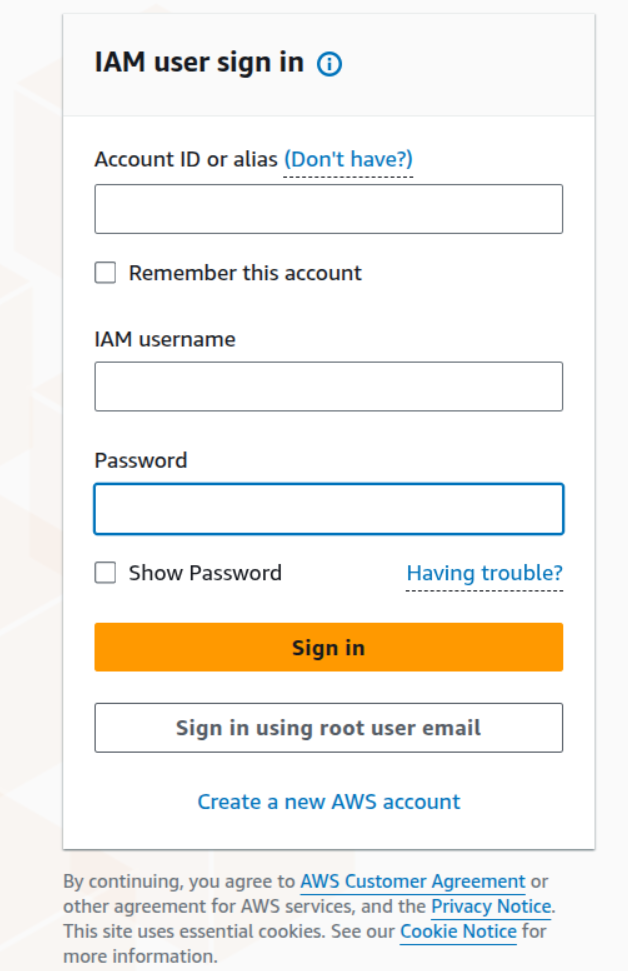 IAM user sign in
Account ID or alias (Don't have?)
Remember this account
IAM username
Password
Show Password Having trouble?
Sign in
Sign in using root user email
Create a new AWS account
By continuing, you agree to AWS Customer Agreement or
other agreement for AWS services, and the Privacy Notice.
This site uses essential cookies. See our Cookie Notice for
more information.